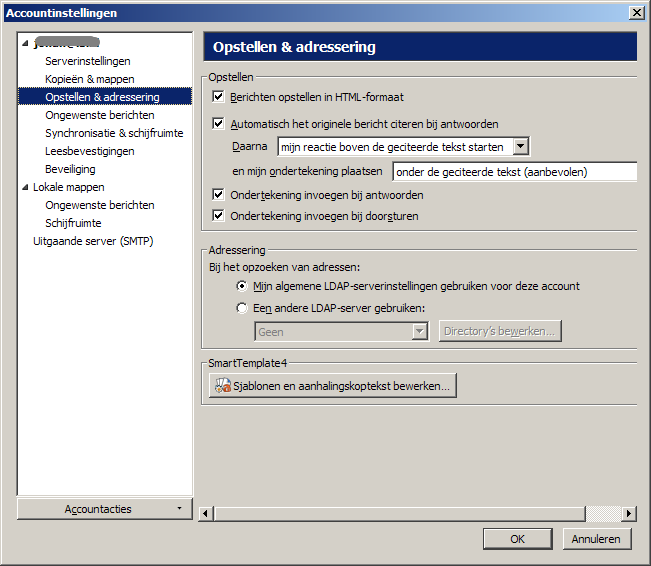 Accountinstellingen
Serverinstellingen
Kopieën & mappen
Opstellen & adressering
Ongewenste berichten
Synchronisatie & schijfruimte
Leesbevestigingen
Beveiliging
Lokale mappen
Ongewenste berichten
Schijfruimte
Uitgaande server (SMTP)
Accountacties
Opstellen & adressering
Opstellen
Berichten opstellen in HTML-formaat
Automatisch het originele bericht citeren bij antwoorden
Daarna mijn reactie boven de geciteerde tekst starten
en mijn ondertekening plaatsen onder de geciteerde tekst (aanbevolen)
Ondertekening invoegen bij antwoorden
Ondertekening invoegen bij doorsturen
Adressering
Bij het opzoeken van adressen:
Mijn algemene LDAP-serverinstellingen gebruiken voor deze account
Een andere LDAP-server gebruiken:
Geen Directory's bewerken...
SmartTemplate4
Sjablonen en aanhalingskoptekst bewerken...
OK Annuleren